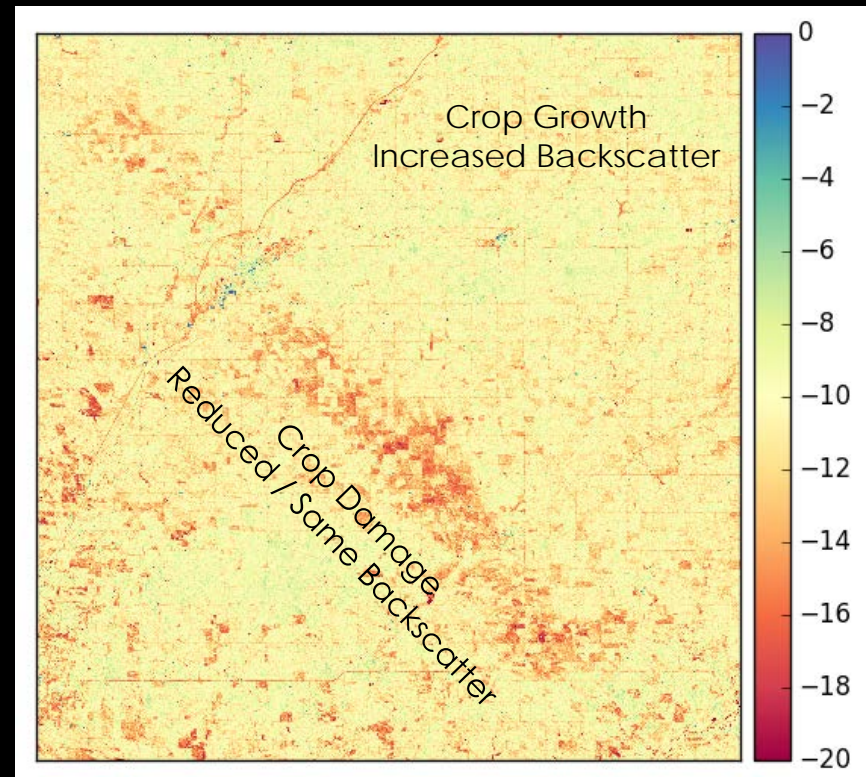 Crop Growth
Increased Backscatter
Crop Damage
Reduced / Same Backscatter
0
−2
−4
−6
−8
−10
−12
−14
−16
−18
−20